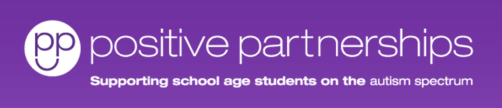 pp positive partnerships
Supporting school age students on the autism spectrum